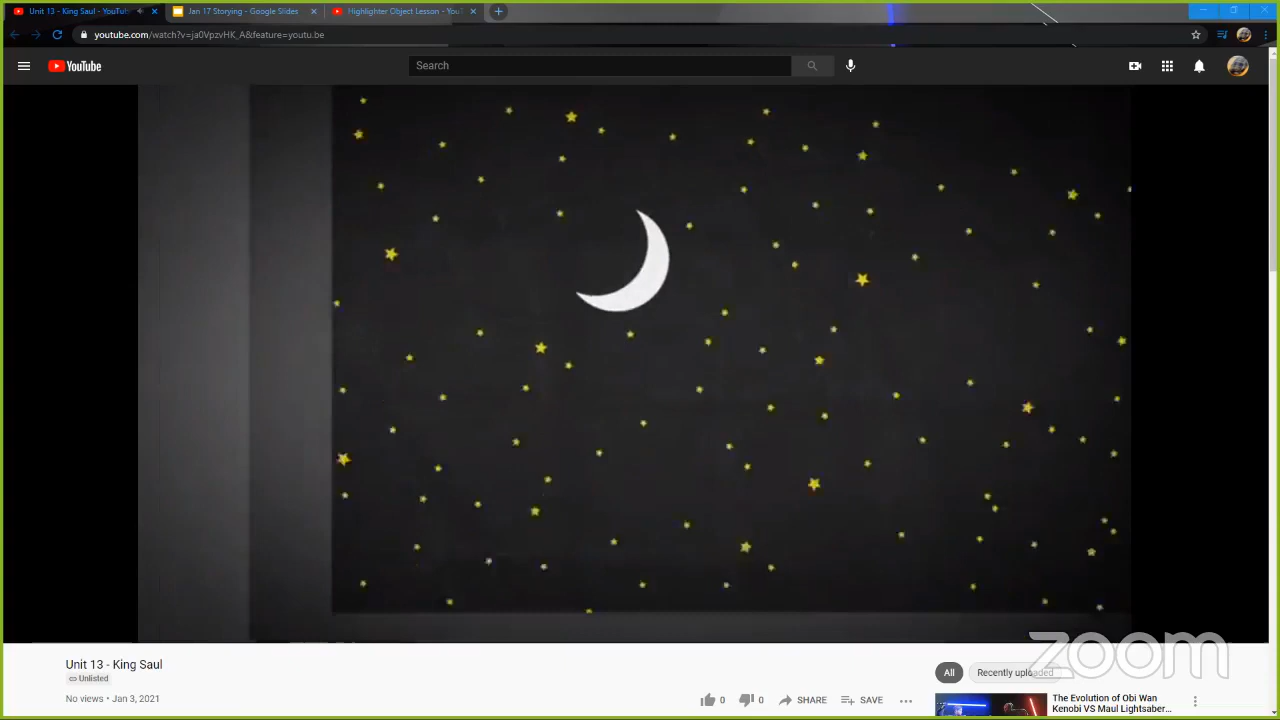 Unit 13 - King Saul - YouTu
Jan 17 Storying - Google Slides
Highlighter Object Lesson - You
youtube.com/watch?v=ja0VpzvHK_A&feature=youtu.be
YouTube
Search
Unit 13 - King Saul
Unlisted
No views • Jan 3, 2021
0
0
SHARE
SAVE
All
Recently uploaded
The Evolution of Obi Wan
Kenobi VS Maul Lightsaber...
zoom